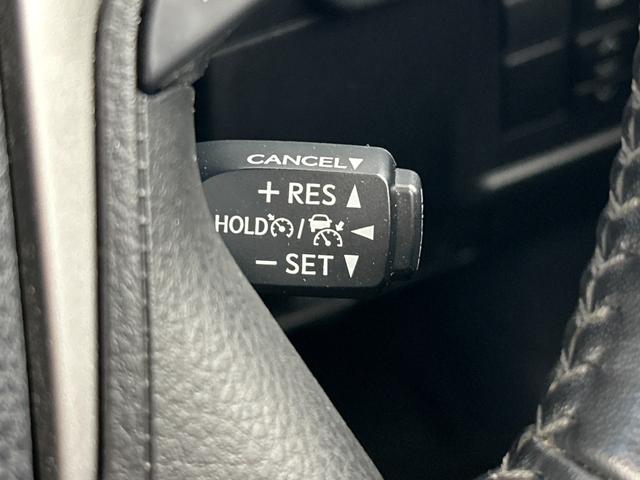 CANCEL▼
+ RES ▲
HOLD / ◀
− SET ▼